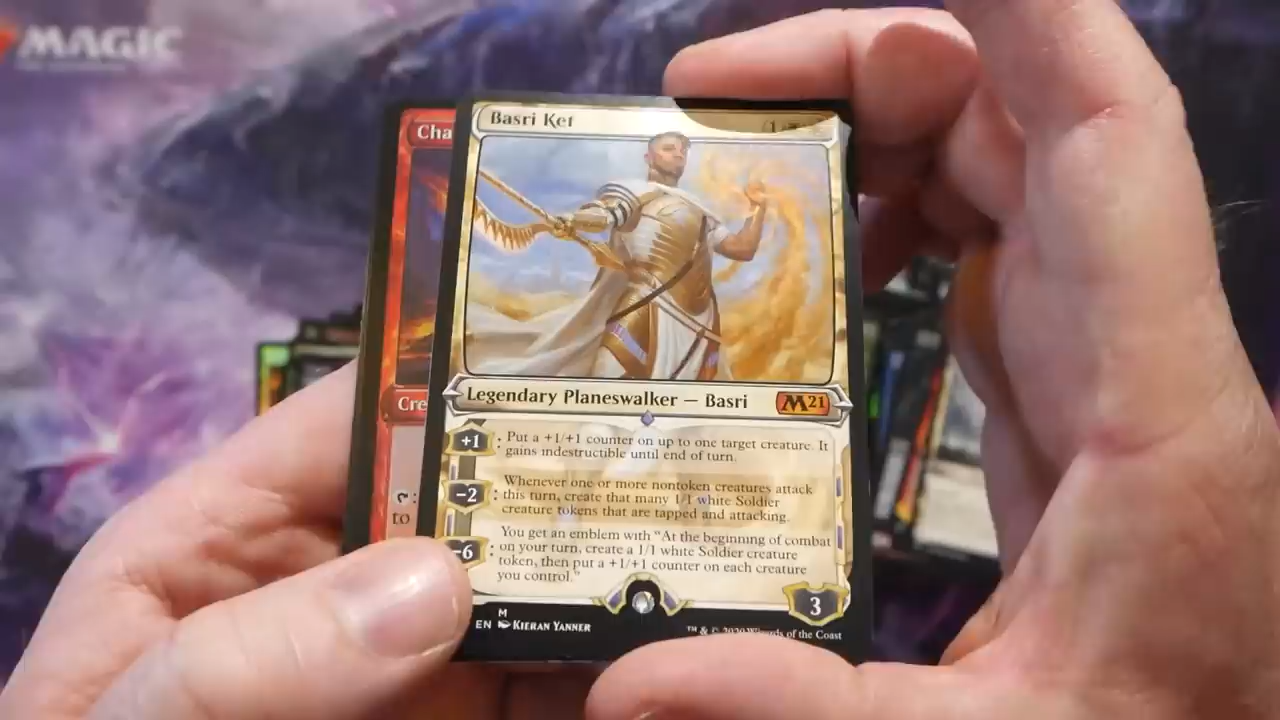 MAGIC
Cha
Basri Ket
Cre
Legendary Planeswalker — Basri
M21
+1 : Put a +1/+1 counter on up to one target creature. It
gains indestructible until end of turn.
−2 : Whenever one or more nontoken creatures attack
this turn, create that many 1/1 white Soldier
creature tokens that are tapped and attacking.
to
−6 : You get an emblem with “At the beginning of combat
on your turn, create a 1/1 white Soldier creature
token, then put a +1/+1 counter on each creature
you control.”
3
M
EN KIERAN YANNER
™ & © 2020 Wizards of the Coast